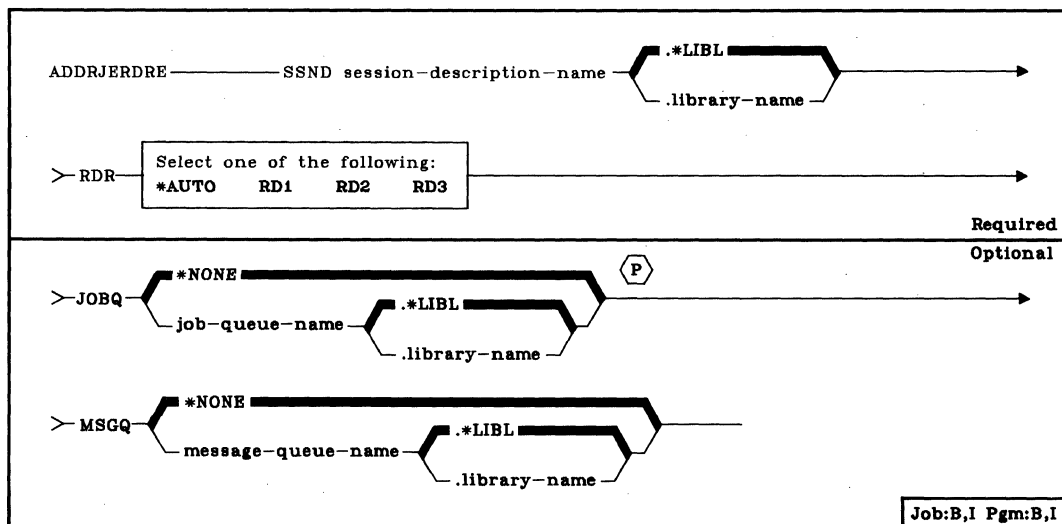 .*LIBL
ADDRJERDRE SSND session-description-name
.library-name
RDR
Select one of the following:
*AUTO RD1 RD2 RD3
Required
Optional
*NONE
P
JOBQ
.*LIBL
job-queue-name
.library-name
*NONE
MSGQ
.*LIBL
message-queue-name
.library-name
Job:B,I Pgm:B,I